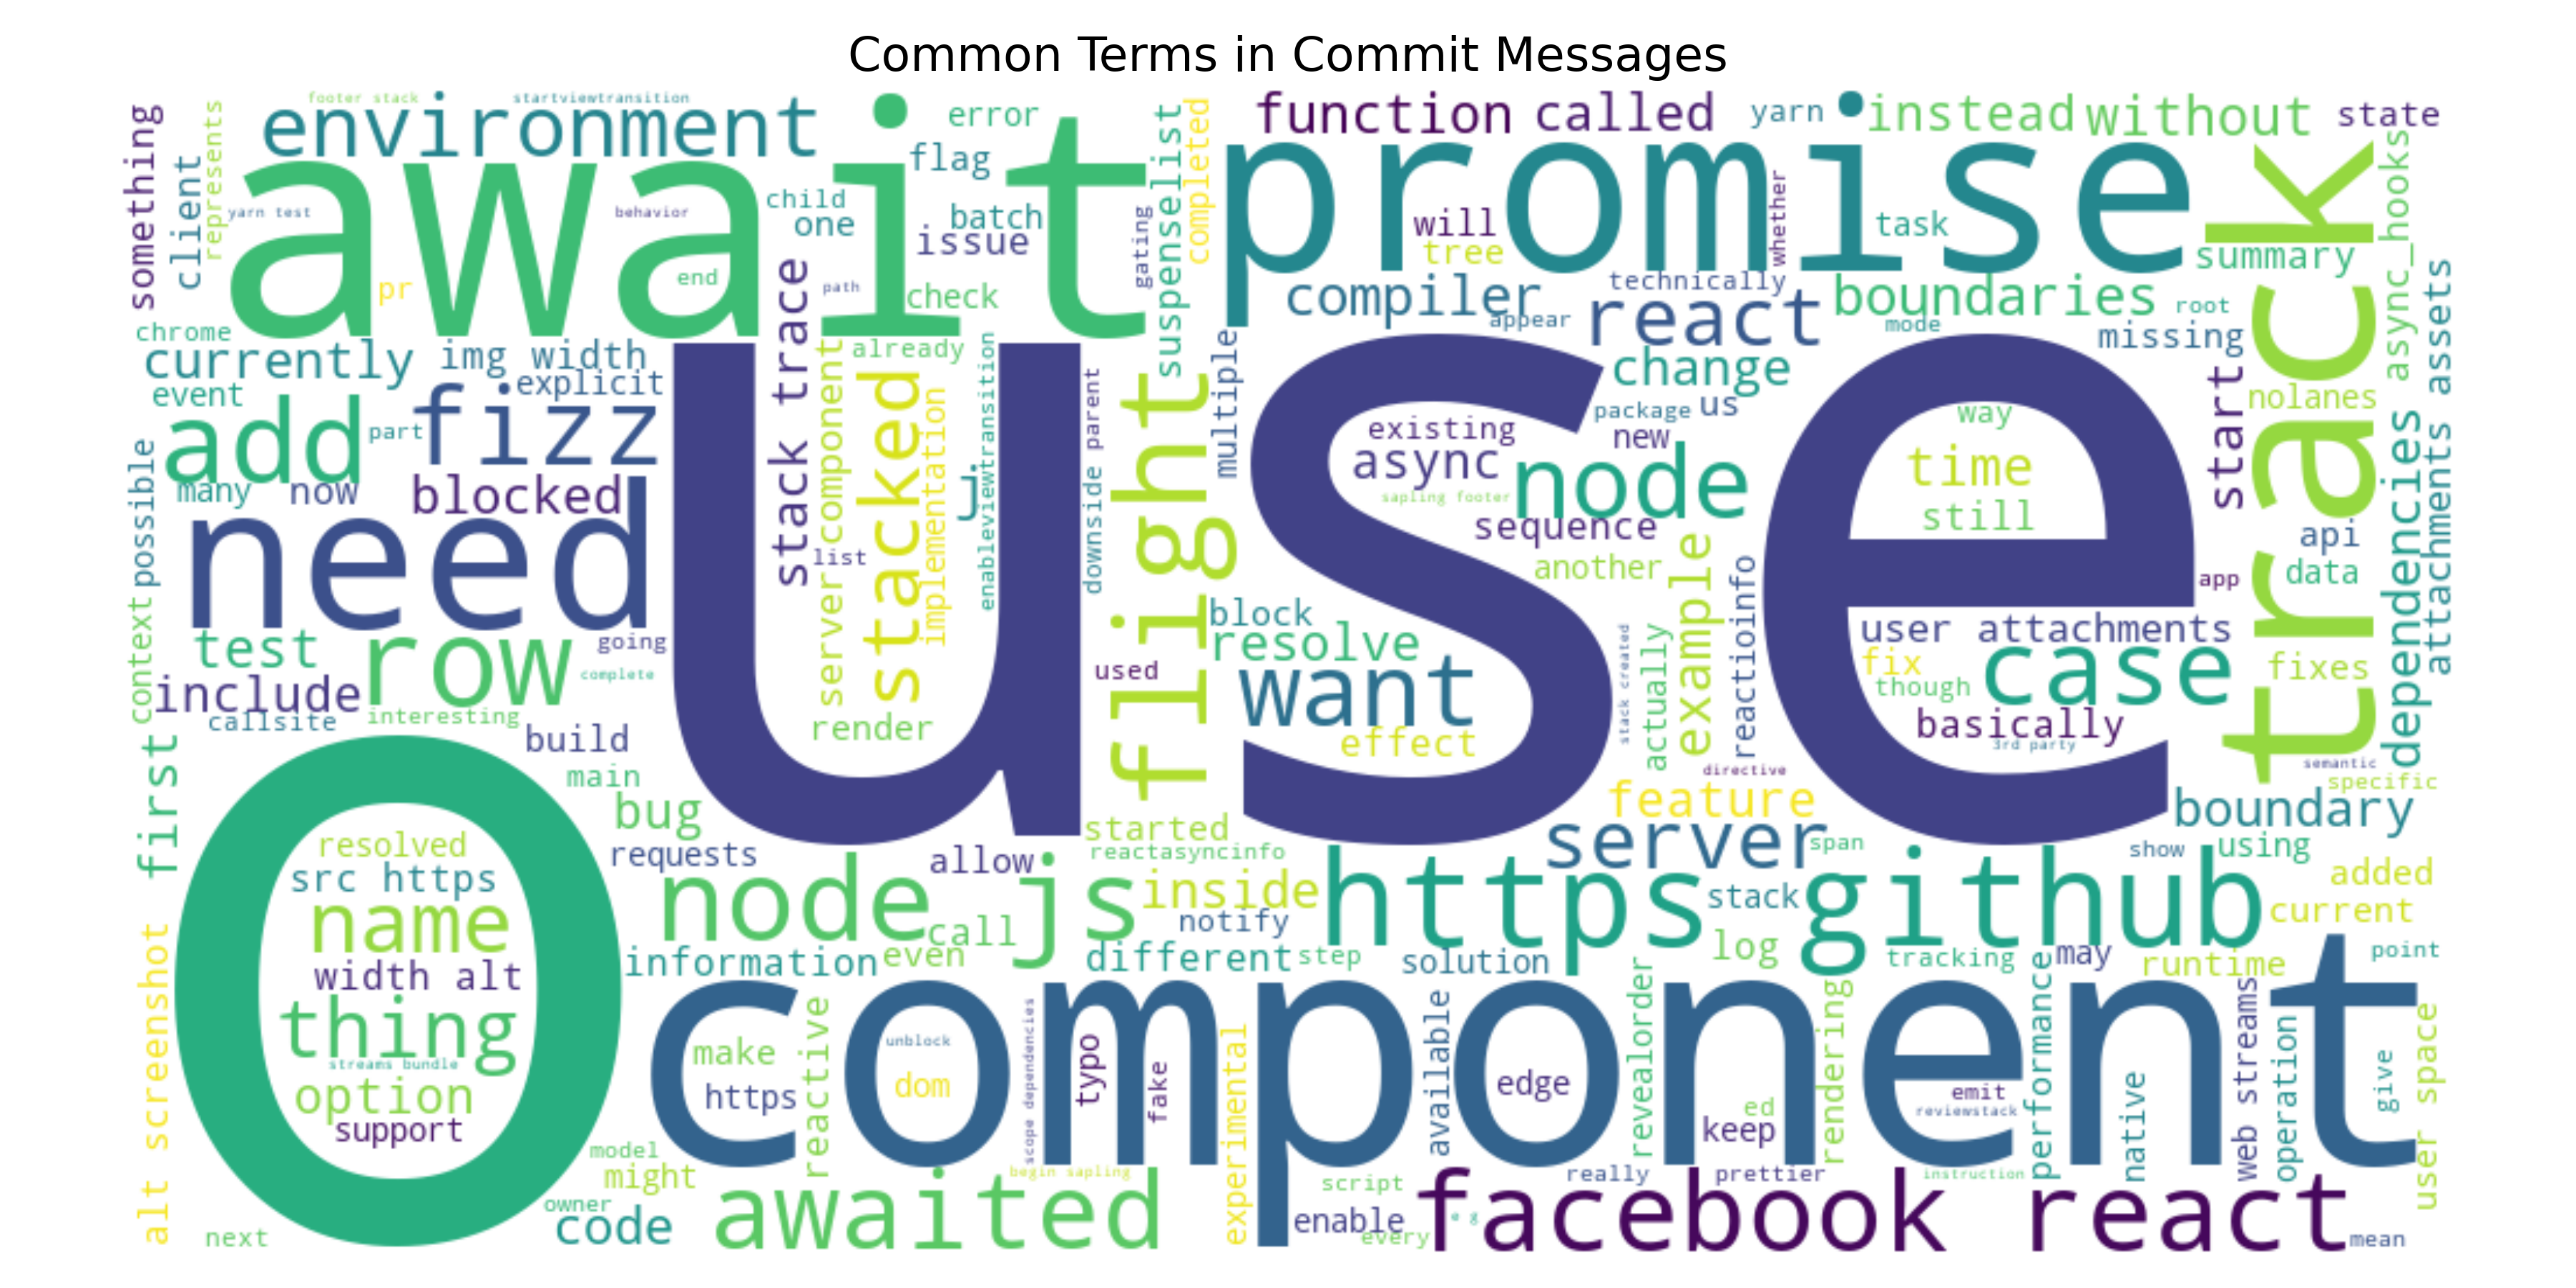 Common Terms in Commit Messages
footer stack
startviewtransition
environment
error
function called
yarn
instead
without
state
something
client
represents
await
flag
child
one
batch
issue
yarn test
behavior
suspenselist
completed
gating
promise
will
tree
whether
task
track
async_hooks
summary
pr
end
path
check
stack trace
compiler
technically
appear
react
boundaries
root
mode
missing
assets
chrome
currently
img width
explicit
already
event
add
part
fizz
server component
stacked
implementation
enableviewtransition
downside
parent
multiple
change
package
us
new
existing
async
sapling footer
node
way
time
still
start
nolanes
dependencies
attachments
many
now
blocked
j
flight
use
sequence
another
example
reactioinfo
api
data
app
possible
need
list
block
resolve
context
test
row
going
complete
used
want
effect
stack created
actually
user attachments
fix
though
case
basically
3rd party
fixes
include
callsite
interesting
build
render
directive
feature
semantic
specific
boundary
first
main
bug
requests
started
server
span
show
using
O
resolved
src https
name
width alt
thing
streams bundle
option
support
node js
allow
reactasyncinfo
inside
notify
call
https github
stack
added
current
information
even
different
step
solution
log
tracking
may
runtime
point
alt screenshot
component
make
https
reactive
unblock
dom
scope dependencies
typo
fake
experimental
available
edge
revealorder
ed
keep
rendering
emit
reviewstack
performance
native
web streams
operation
give
user space
model
might
owner
code
next
begin sapling
awaited
script
enable
e g
every
really
prettier
instruction
facebook react
mean